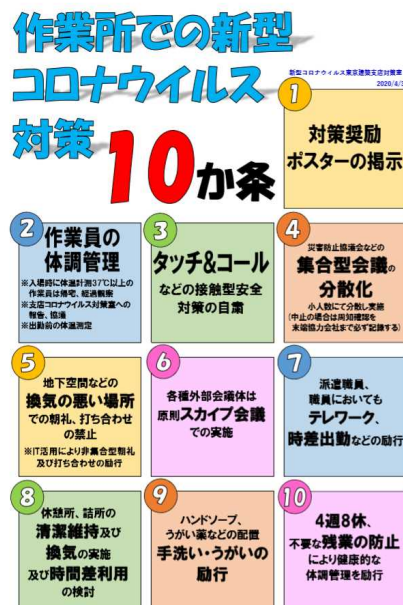 作業所での新型
コロナウイルス
対策
10か条
新型コロナウイルス東京建築支店対策室
2020/4/3
1
対策奨励
ポスターの掲示
2
作業員の
体調管理
※入場時に体温計測37℃以上の
作業員は帰宅、経過観察
※支店コロナウイルス対策室への
報告、協議
※出勤前の体温測定
3
タッチ&コール
などの接触型安全
対策の自粛
4
災害防止協議会などの
集合型会議の
分散化
小人数にて分散し実施
(中止の場合は周知確認を
末端協力会社まで必ず記録する)
5
地下空間などの
換気の悪い場所
での朝礼、打ち合わせ
の禁止
※IT活用により非集合型朝礼
及び打ち合わせの励行
6
各種外部会議体は
原則スカイプ会議
での実施
7
派遣職員、
職員においても
テレワーク、
時差出勤などの励行
8
休憩所、詰所の
清潔維持及び
換気の実施
及び時間差利用
の検討
9
ハンドソープ、
うがい薬などの配置
手洗い・うがいの
励行
10
4週8休、
不要な残業の防止
により健康的な
体調管理を励行